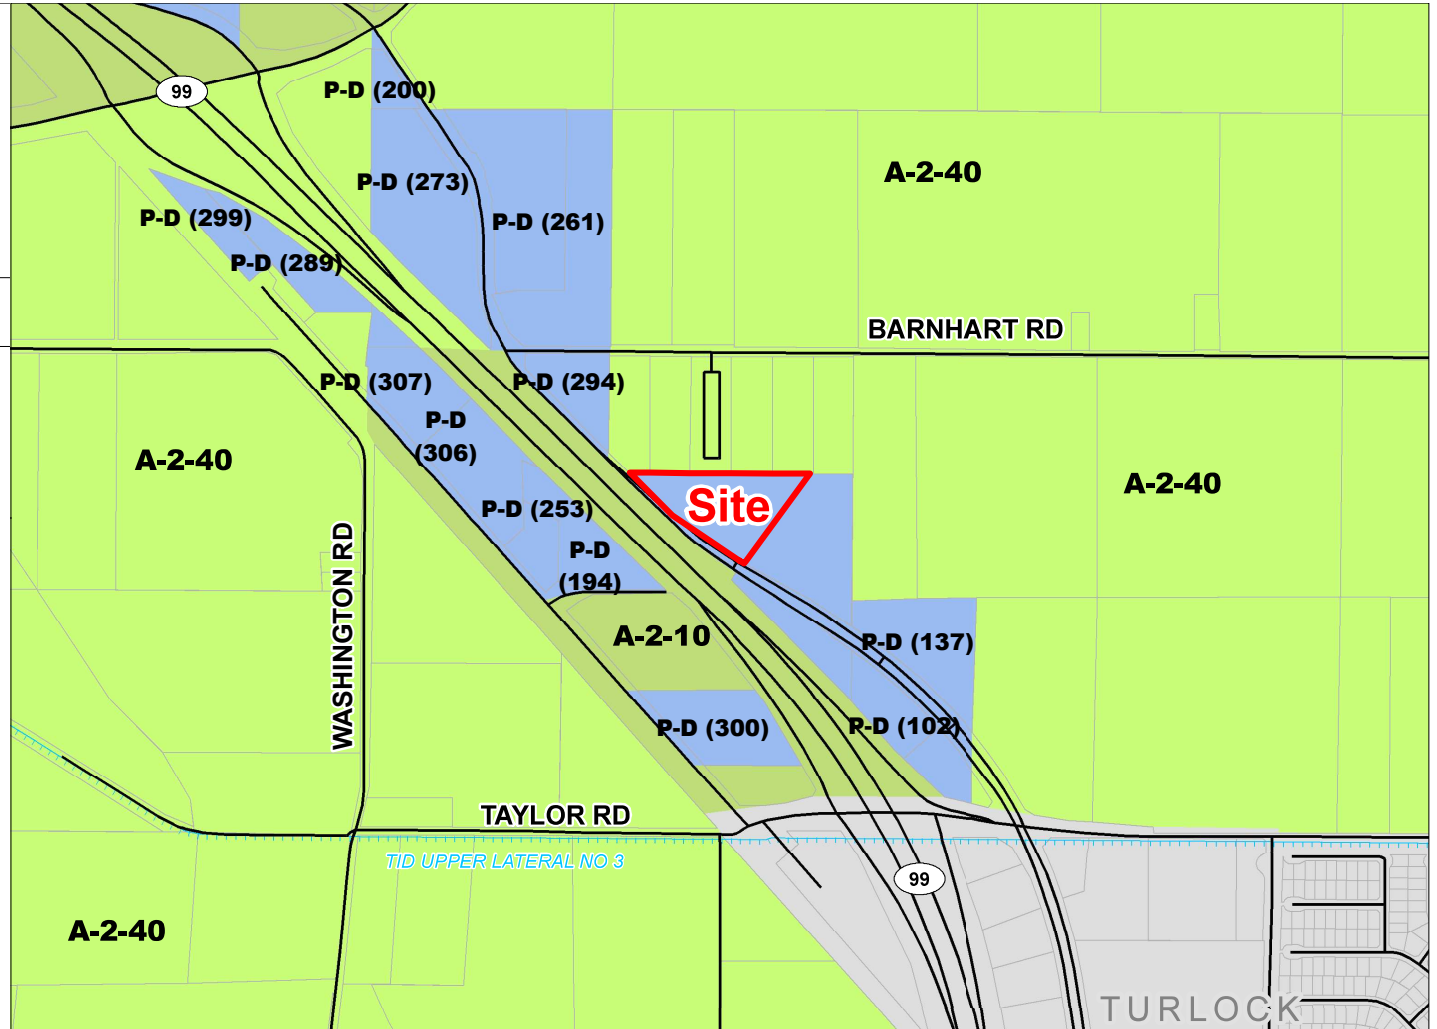 99
P-D (200)
A-2-40
P-D (273)
P-D (299)
P-D (261)
P-D (289)
BARNHART RD
P-D (307)
P-D (294)
P-D
(306)
A-2-40
A-2-40
Site
P-D (253)
P-D
(194)
WASHINGTON RD
A-2-10
P-D (137)
P-D (300)
P-D (102)
TAYLOR RD
TID UPPER LATERAL NO 3
99
A-2-40
TURLOCK